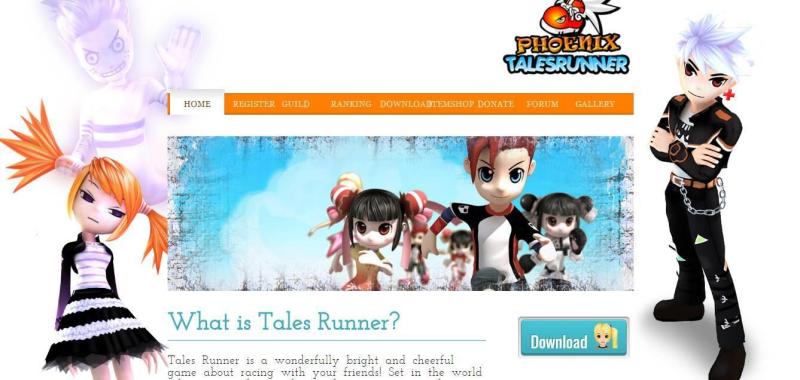 PHOENIX
TALESRUNNER
HOME REGISTER GUILD RANKING DOWNLOAD ITEMSHOP DONATE FORUM GALLERY
What is Tales Runner?
Download
Tales Runner is a wonderfully bright and cheerful
game about racing with your friends! Set in the world